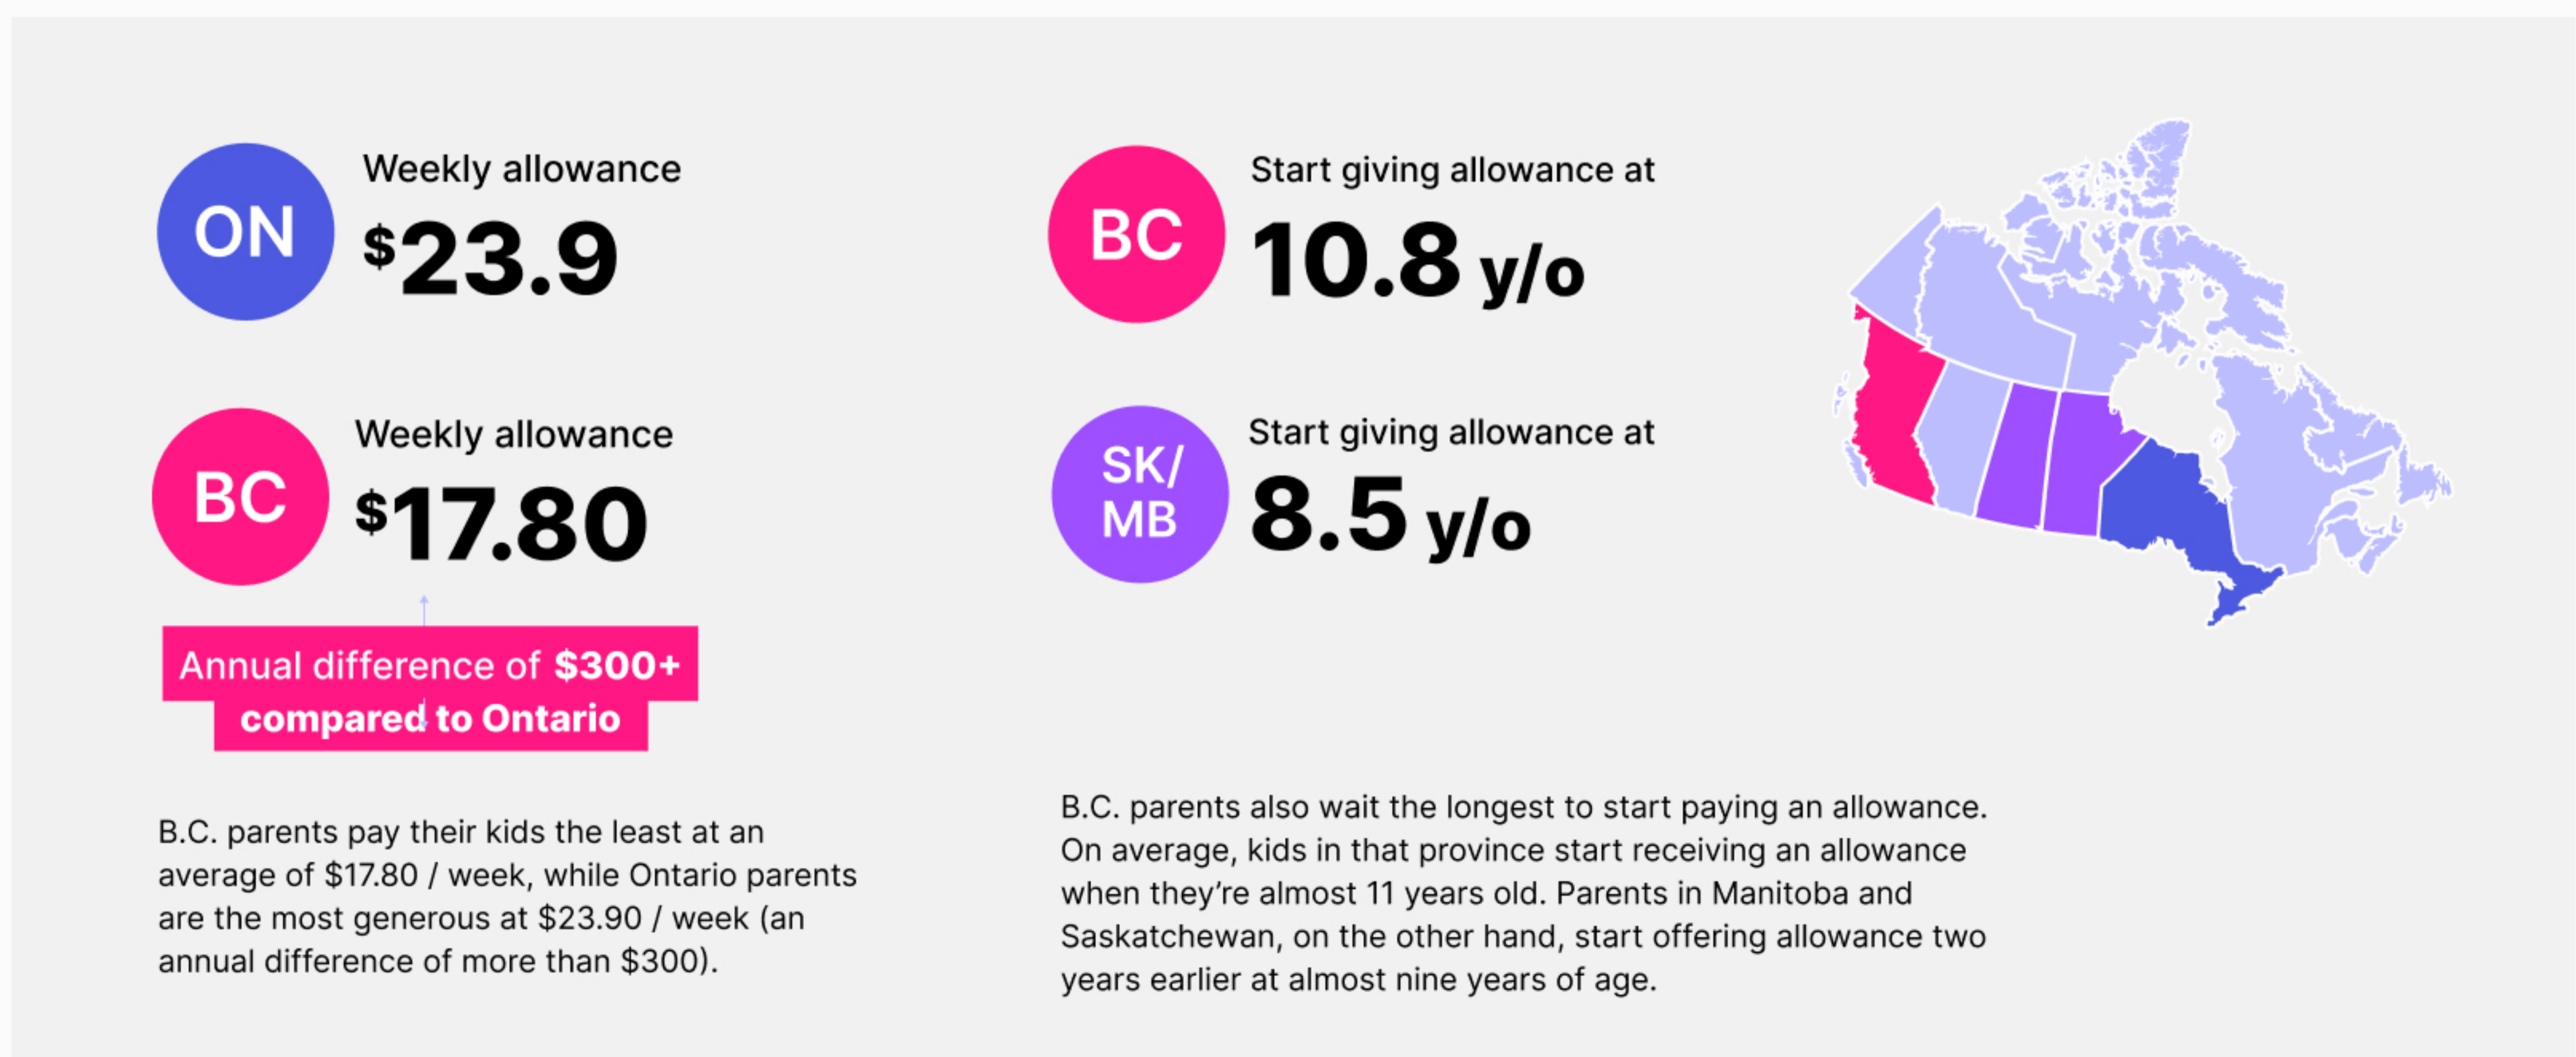 ON
Weekly allowance
$23.9
BC
Weekly allowance
$17.80
Annual difference of $300+
compared to Ontario
B.C. parents pay their kids the least at an
average of $17.80 / week, while Ontario parents
are the most generous at $23.90 / week (an
annual difference of more than $300).
BC
Start giving allowance at
10.8 y/o
SK/
MB
Start giving allowance at
8.5 y/o
B.C. parents also wait the longest to start paying an allowance.
On average, kids in that province start receiving an allowance
when they’re almost 11 years old. Parents in Manitoba and
Saskatchewan, on the other hand, start offering allowance two
years earlier at almost nine years of age.